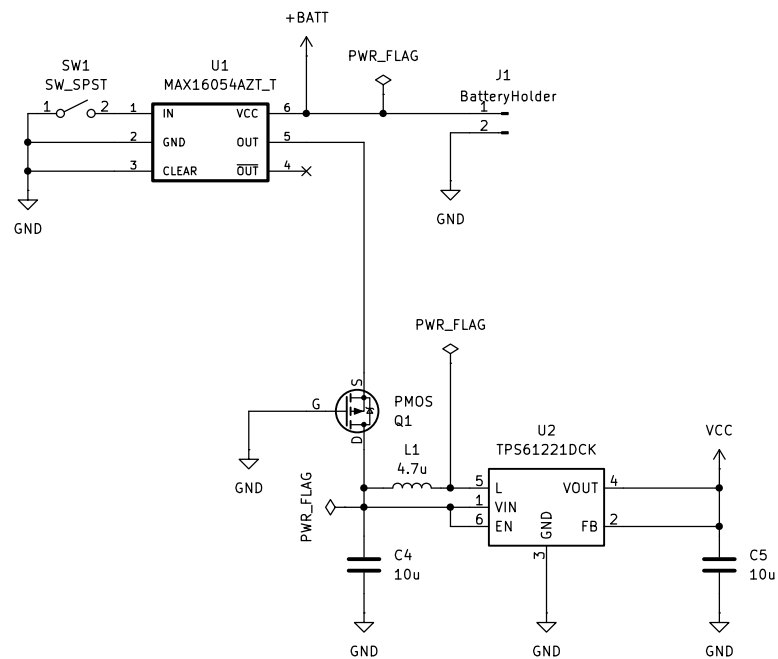 +BATT
PWR_FLAG
SW1
SW_SPST
U1
MAX16054AZT_T
J1
BatteryHolder
1 2
1 IN VCC 6
1
2 GND OUT 5
2
3 CLEAR OUT 4
GND
GND
PWR_FLAG
S
G
D
PMOS
Q1
GND
L1
4.7u
U2
TPS61221DCK
VCC
PWR_FLAG
5 L VOUT 4
1 VIN
6 EN GND FB 2
3
C4
10u
C5
10u
GND
GND
GND